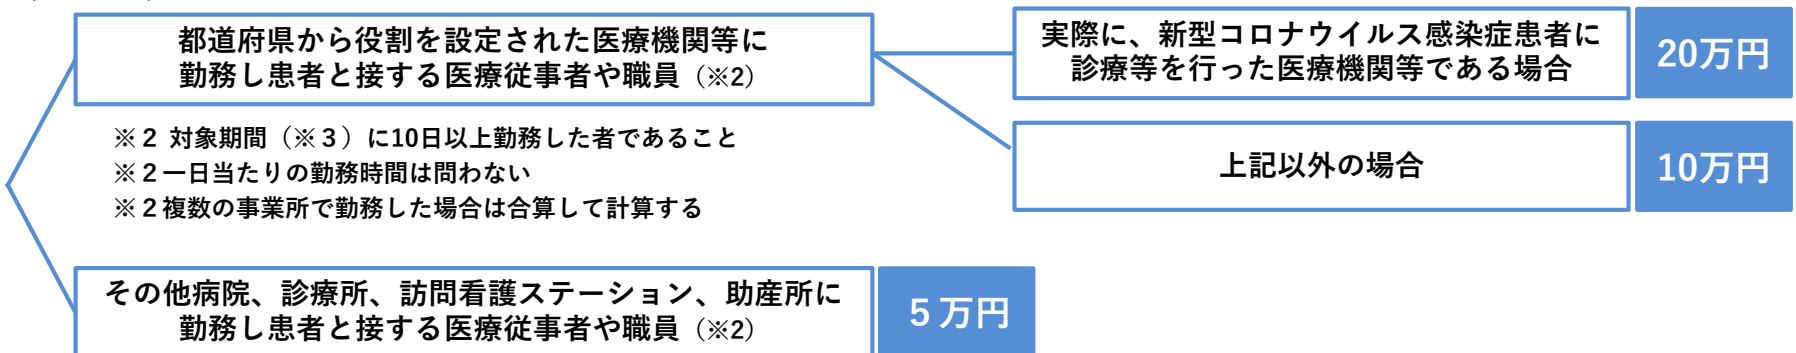 都道府県から役割を設定された医療機関等に
勤務し患者と接する医療従事者や職員（※2）
実際に、新型コロナウイルス感染症患者に
診療等を行った医療機関等である場合
20万円
※２ 対象期間（※３）に10日以上勤務した者であること
※２一日当たりの勤務時間は問わない
※２複数の事業所で勤務した場合は合算して計算する
上記以外の場合
10万円
その他病院、診療所、訪問看護ステーション、助産所に
勤務し患者と接する医療従事者や職員（※2）
５万円